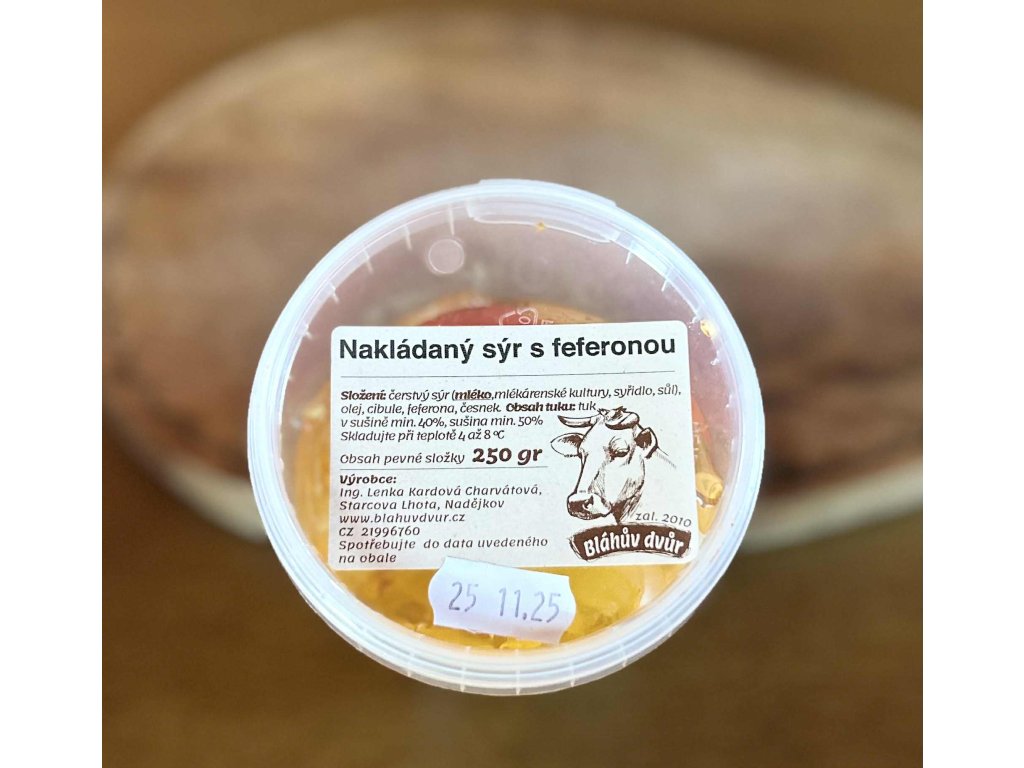 Nakládaný sýr s feferonou
Složení: čerstvý sýr (mléko,mlékárenské kultury, syřidlo, sůl),
olej, cibule, feferona, česnek. Obsah tuku: tuk
v sušině min. 40%, sušina min. 50%
Skladujte při teplotě 4 až 8 °C
Obsah pevné složky 250 gr
Výrobce:
Ing. Lenka Kardová Charvátová,
Starcova Lhota, Nadějkov
www.blahuvdvur.cz
CZ 21996760
Spotřebujte do data uvedeného
na obale
zal. 2010
Bláhův dvůr
25 11.25